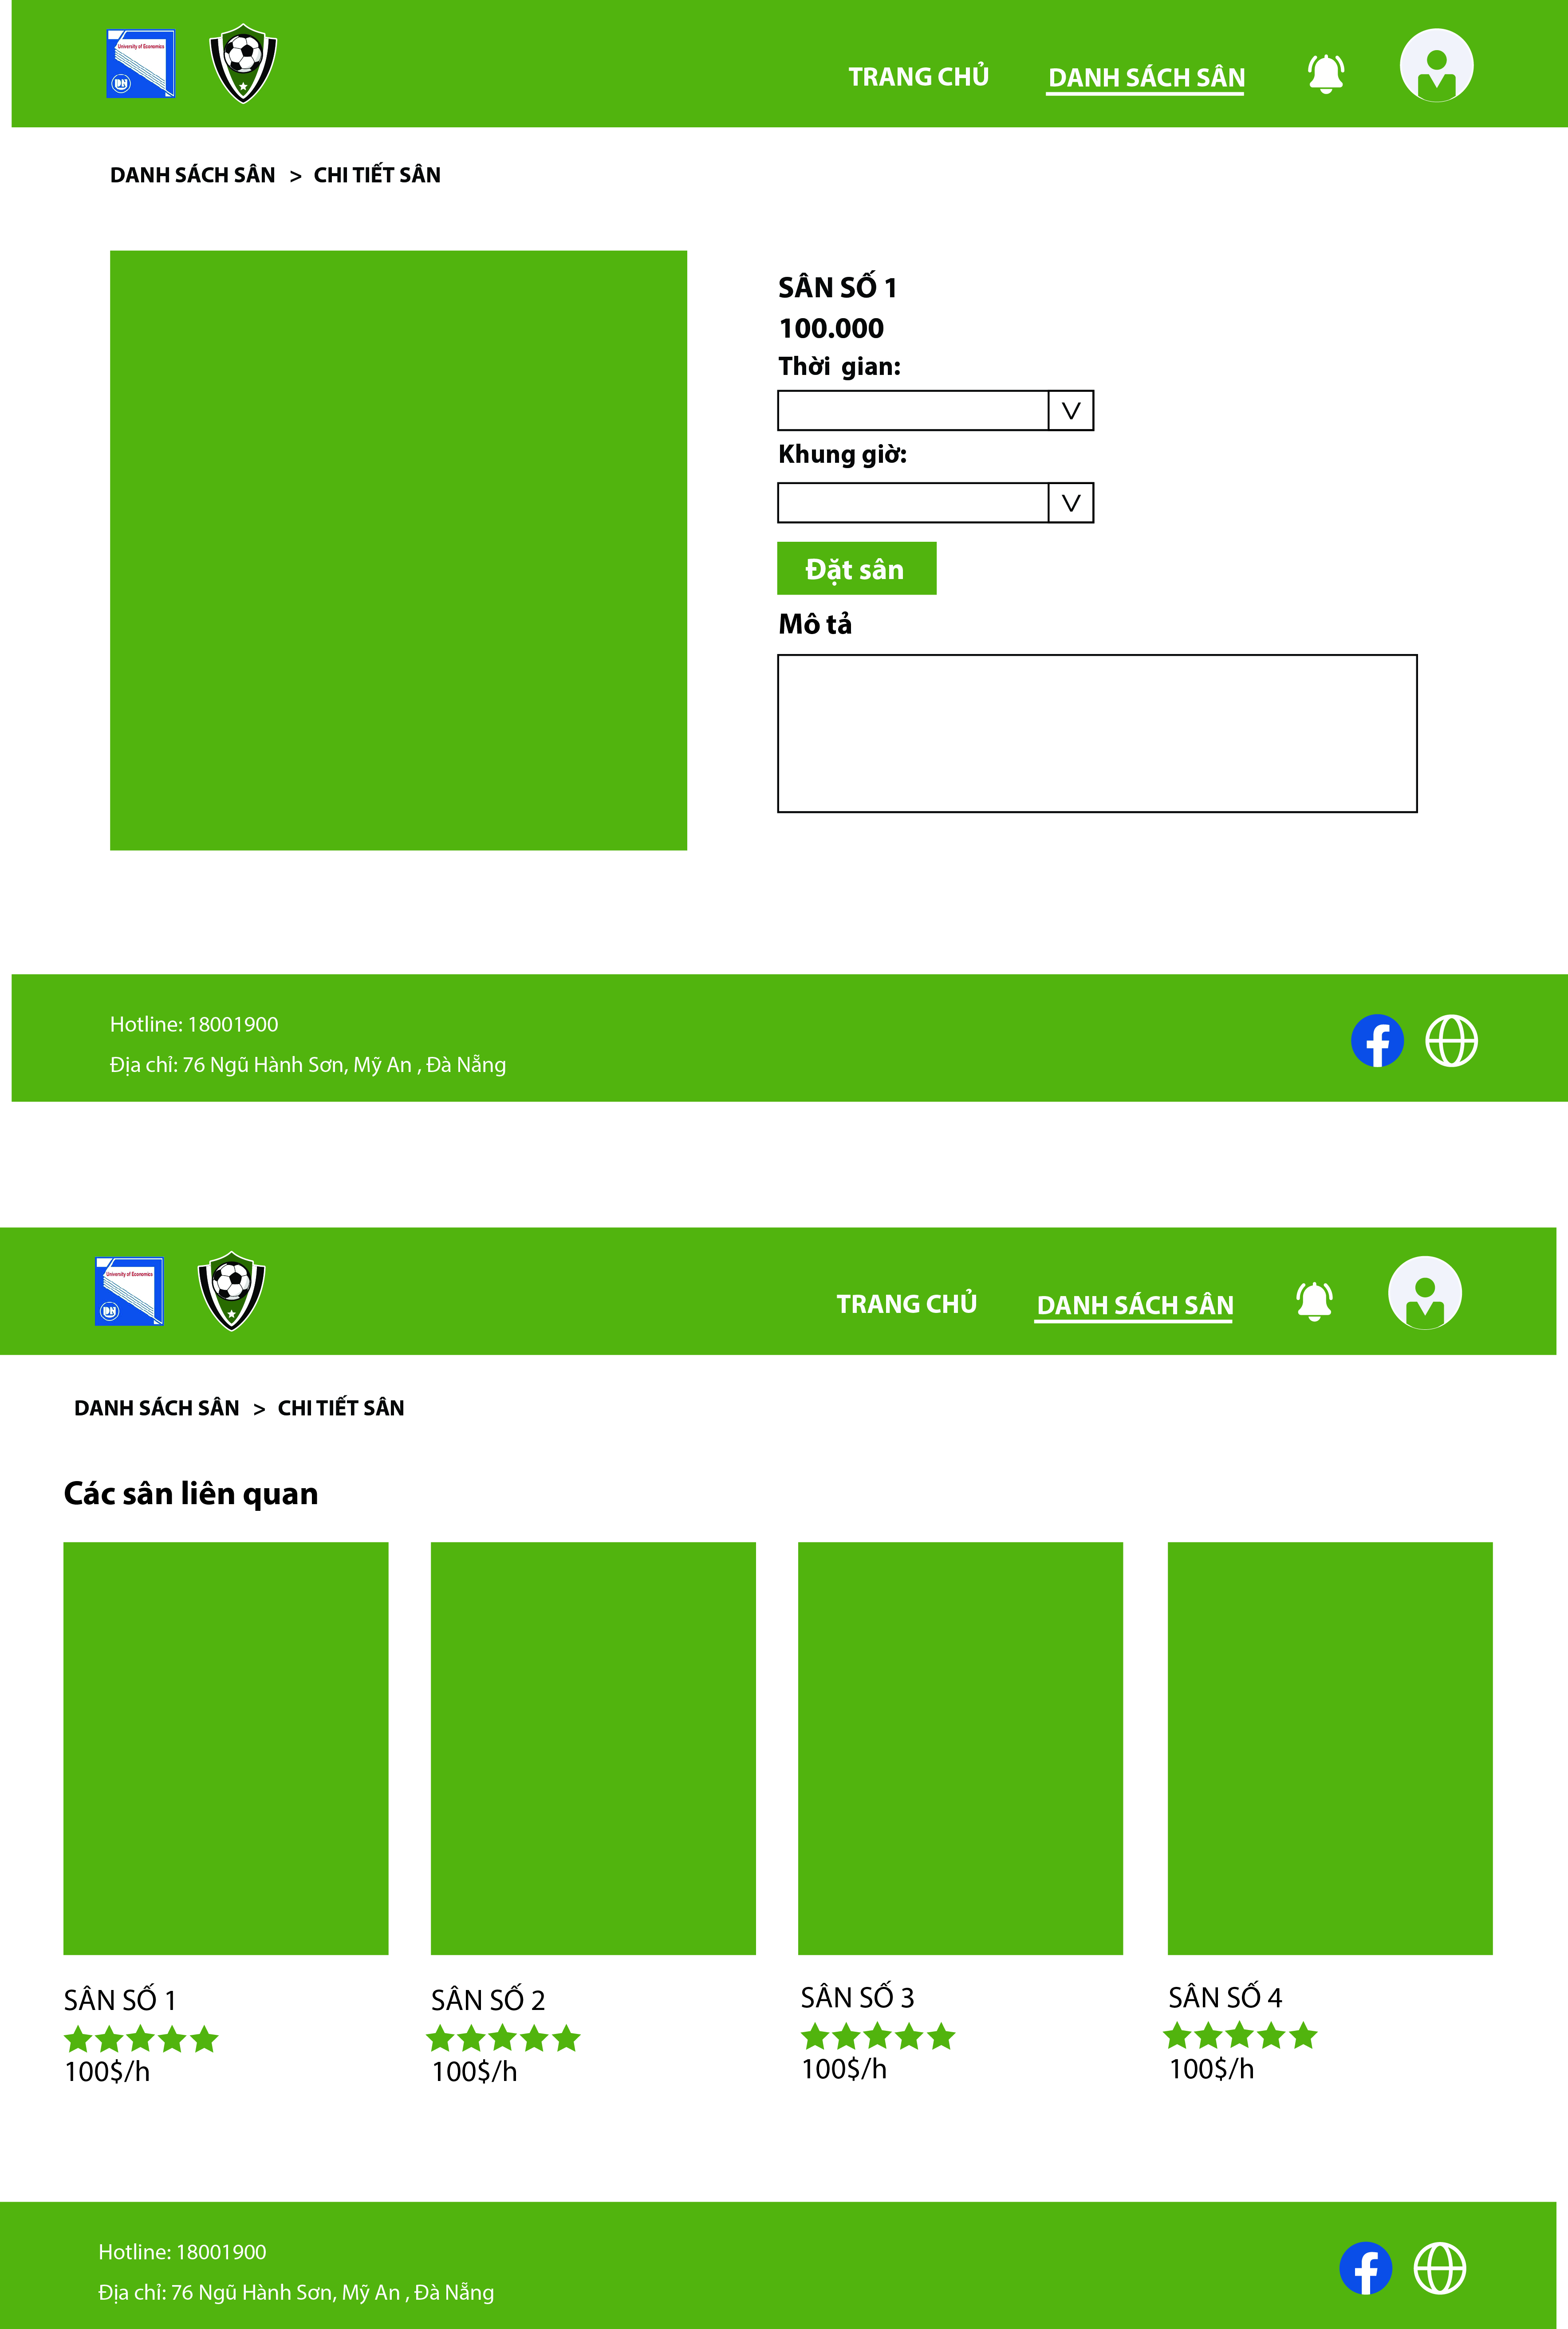 University of Economics
ĐN
TRANG CHỦ DANH SÁCH SÂN
DANH SÁCH SÂN > CHI TIẾT SÂN
SÂN SỐ 1
100.000
Thời gian:
V
Khung giờ:
V
Đặt sân
Mô tả
Hotline: 18001900
Địa chỉ: 76 Ngũ Hành Sơn, Mỹ An , Đà Nẵng
University of Economics
ĐN
TRANG CHỦ DANH SÁCH SÂN
DANH SÁCH SÂN > CHI TIẾT SÂN
Các sân liên quan
SÂN SỐ 1
100$/h
SÂN SỐ 2
100$/h
SÂN SỐ 3
100$/h
SÂN SỐ 4
100$/h
Hotline: 18001900
Địa chỉ: 76 Ngũ Hành Sơn, Mỹ An , Đà Nẵng